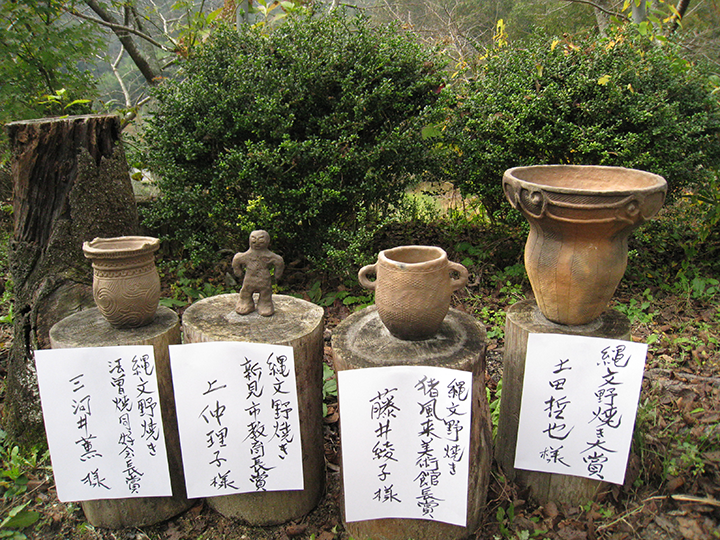 縄文野焼き
法曽焼同好会長賞
三河井薫 様
縄文野焼き
新見市教育長賞
上仲理子様
縄文野焼き
猪風来美術館長賞
藤井綾子様
縄文野焼き大賞
土田哲也様